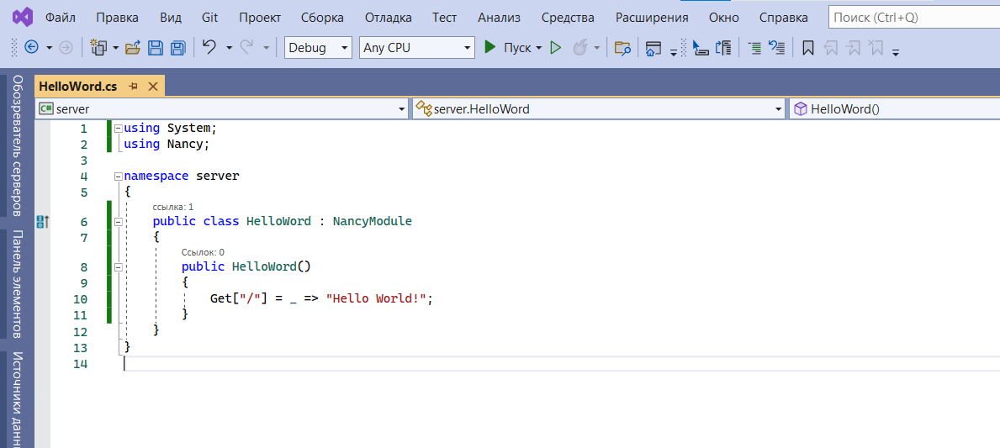 Файл Правка Вид Git Проект Сборка Отладка Тест Анализ Средства Расширения Окно Справка Поиск (Ctrl+Q)
Debug Any CPU Пуск
HelloWord.cs
C# server server.HelloWord HelloWord()
Обозреватель серверов
Панель элементов
Источники
1 using System;
2 using Nancy;
3
4 namespace server
5 {
ссылка: 1
6 public class HelloWord : NancyModule
7 {
Ссылок: 0
8 public HelloWord()
9 {
10 Get["/"] = _ => "Hello World!";
11 }
12 }
13 }
14